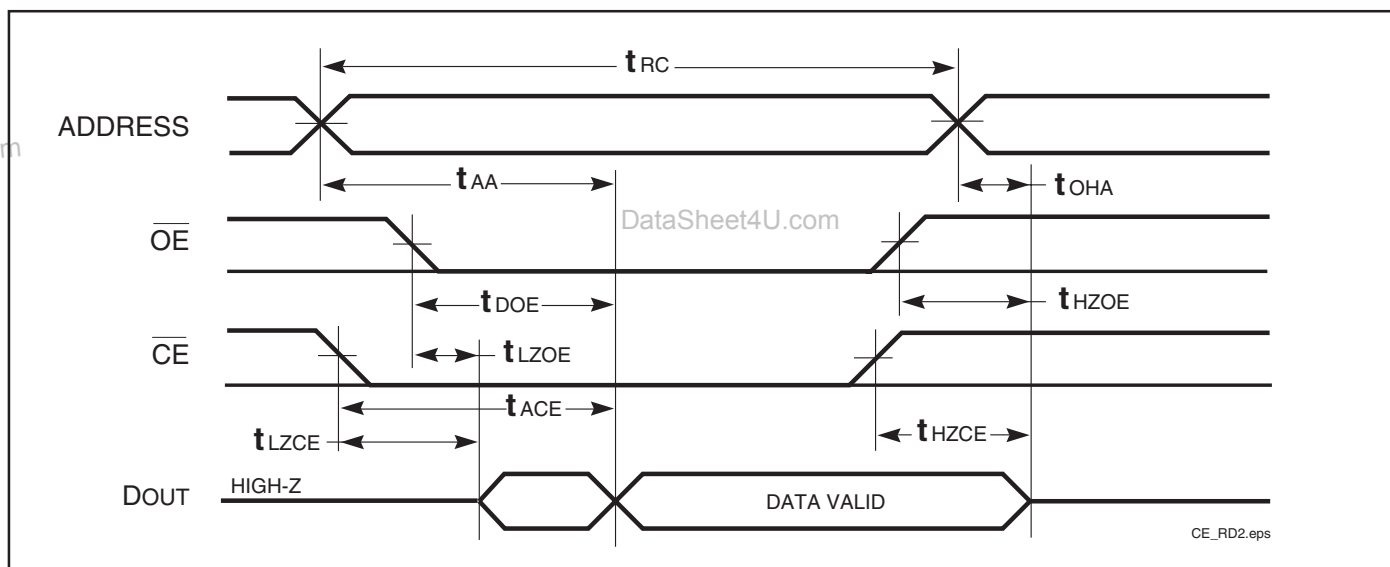 tRC
ADDRESS
m
tAA
tOHA
DataSheet4U.com
OE
tDOE
tHZOE
CE
tLZOE
tACE
tLZCE
tHZCE
DOUT
HIGH-Z
DATA VALID
CE_RD2.eps